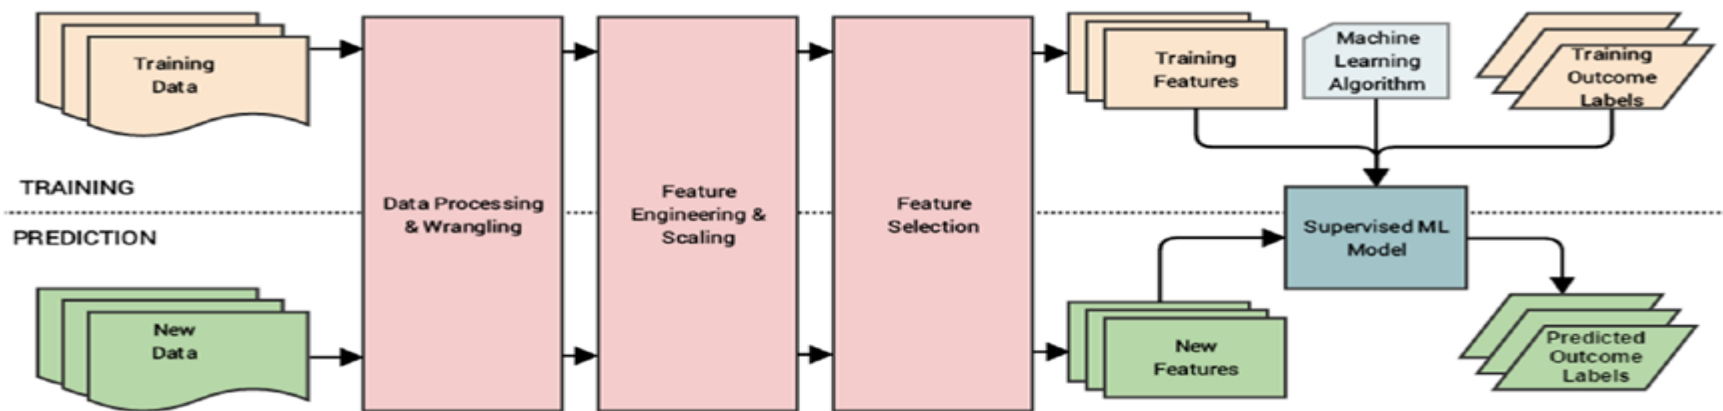 Training
Data
Data Processing
& Wrangling
Feature
Engineering &
Scaling
Feature
Selection
Training
Features
Machine
Learning
Algorithm
Training
Outcome
Labels
TRAINING
PREDICTION
Supervised ML
Model
New
Data
New
Features
Predicted
Outcome
Labels